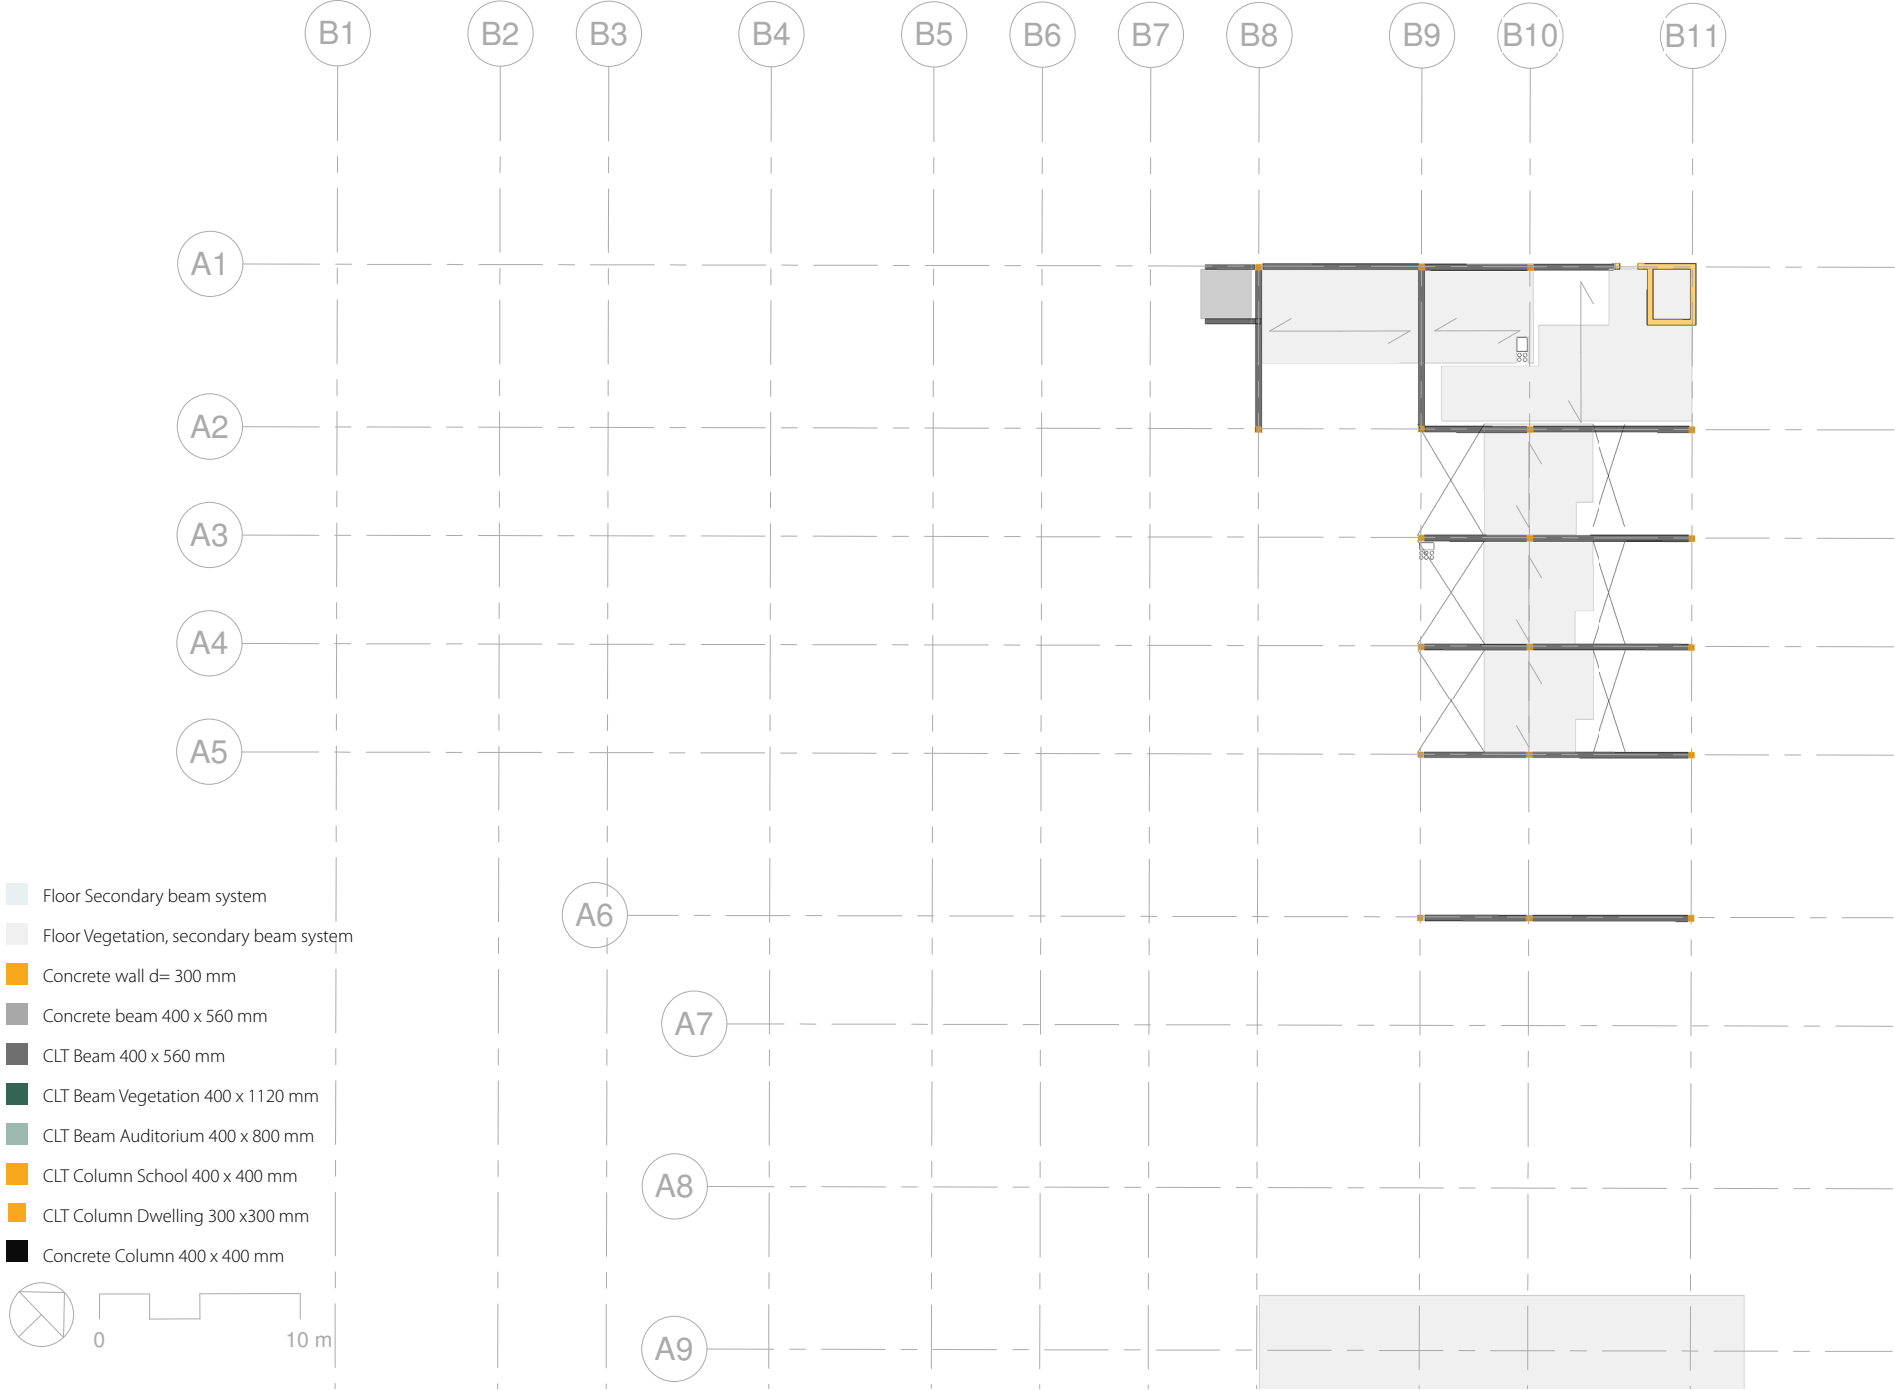 B1 B2 B3 B4 B5 B6 B7 B8 B9 B10 B11
A1
A2
A3
A4
A5
A6
A7
A8
A9
Floor Secondary beam system
Floor Vegetation, secondary beam system
Concrete wall d= 300 mm
Concrete beam 400 x 560 mm
CLT Beam 400 x 560 mm
CLT Beam Vegetation 400 x 1120 mm
CLT Beam Auditorium 400 x 800 mm
CLT Column School 400 x 400 mm
CLT Column Dwelling 300 x300 mm
Concrete Column 400 x 400 mm
0 10 m